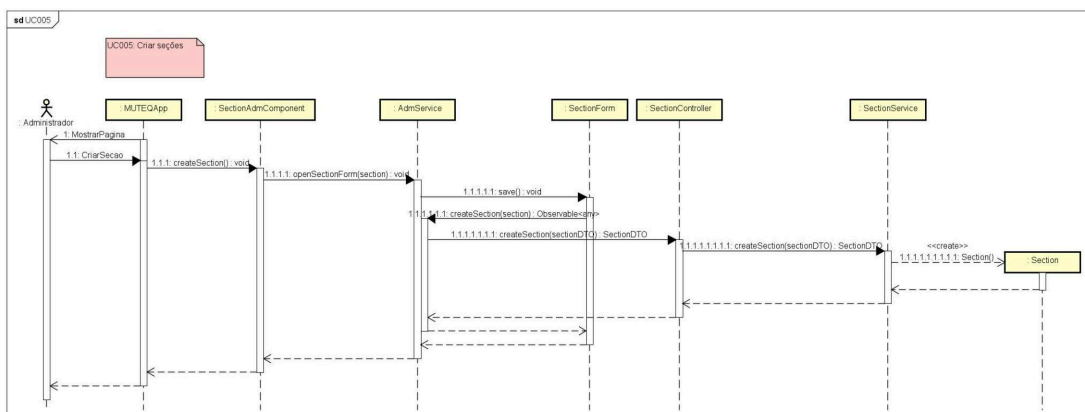 sd UC005
UC005: Criar seções
: Administrador
: MUTEQApp
: SectionAdmComponent
: AdmService
: SectionForm
: SectionController
: SectionService
1: MostrarPagina
1.1: CriarSecao
1.1.1: createSection() : void
1.1.1.1: openSectionForm(section) : void
1.1.1.1.1: save() : void
1.1.1.1.1.1: createSection(section) : Observable<any>
1.1.1.1.1.1.1: createSection(sectionDTO) : SectionDTO
1.1.1.1.1.1.1.1: createSection(sectionDTO) : SectionDTO
<<create>>
1.1.1.1.1.1.1.1.1: Section()
: Section